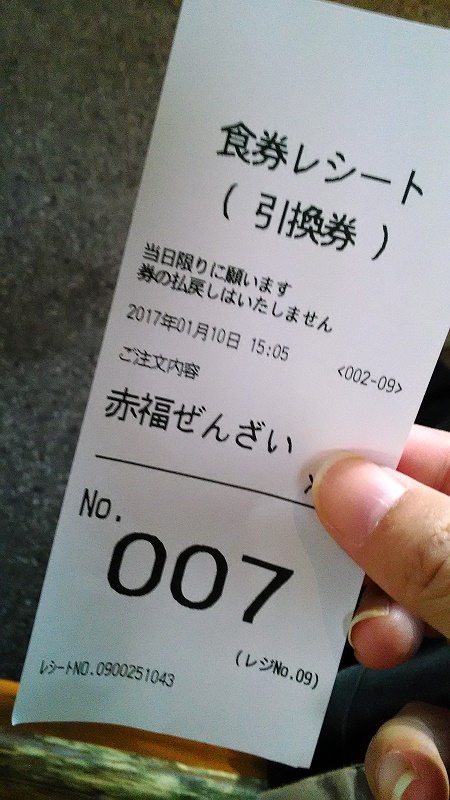 食券レシート
( 引換券 )
当日限りに願います
券の払戻しはいたしません
2017年01月10日 15:05
<002-09>
ご注文内容
赤福ぜんざい
No.
007
(レジNo.09)
レシートNO.0900251043